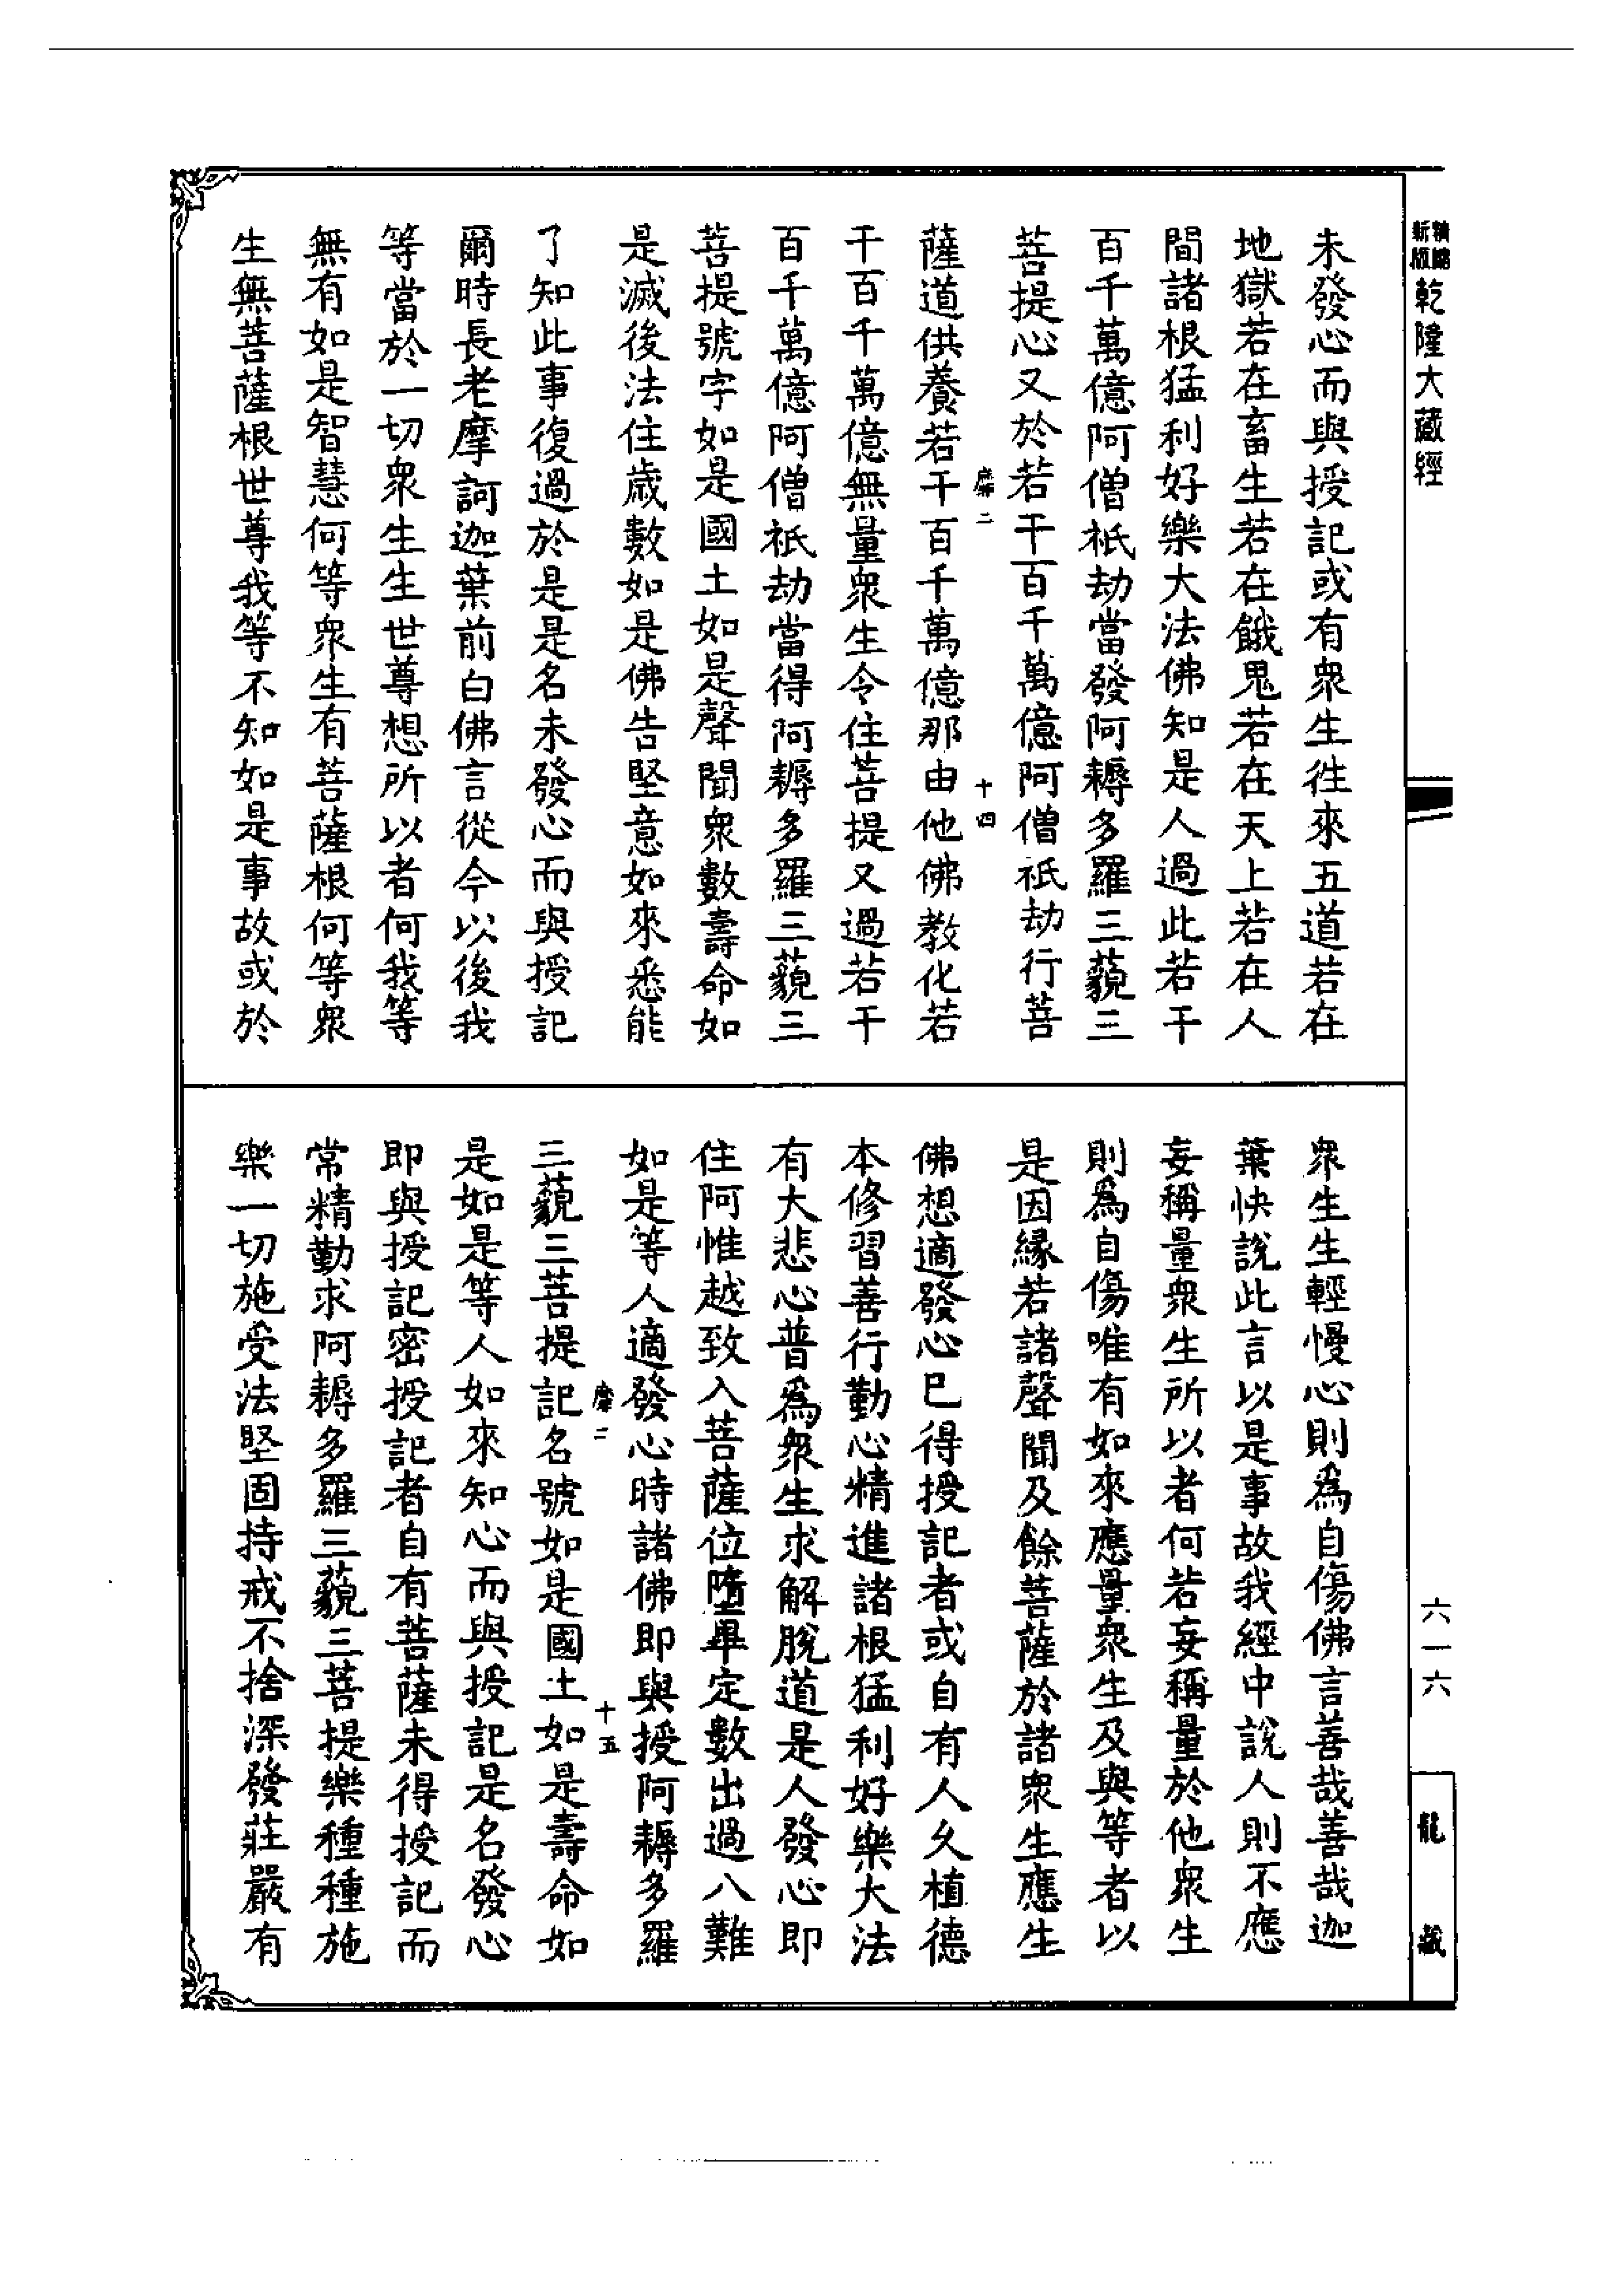 精縮新版乾隆大藏經
未發心而與授記或有衆生徃來五道若在
地獄若在畜生若在餓鬼若在天上若在人
間諸根猛利好樂大法佛知是人過此若干
百千萬億阿僧祇劫當發阿耨多羅三藐三
菩提心又於若干百千萬億阿僧祇劫行菩
薩道供養若干百千萬億那由他佛教化若
千百千萬億無量衆生令住菩提又過若干
百千萬億阿僧祇劫當得阿耨多羅三藐三
菩提號字如是國土如是聲聞衆數壽命如
是滅後法住歲數如是佛告堅意如來悉能
了知此事復過於是是名未發心而與授記
爾時長老摩訶迦葉前白佛言從今以後我
等當於一切衆生生世尊想所以者何我等
無有如是智慧何等衆生有菩薩根何等衆
生無菩薩根世尊我等不知如是事故或於
衆生生輕慢心則爲自傷佛言善哉善哉迦
葉快說此言以是事故我經中說人則不應
妄稱量衆生所以者何若妄稱量於他衆生
則爲自傷唯有如來應量衆生及與等者以
是因緣若諸聲聞及餘菩薩於諸衆生應生
佛想適發心已得授記者或自有人久植德
本修習善行勤心精進諸根猛利好樂大法
有大悲心普爲衆生求解脫道是人發心即
住阿惟越致入菩薩位墮畢定數出過八難
如是等人適發心時諸佛即與授阿耨多羅
三藐三菩提記名號如是國土如是壽命如
是如是等人如來知心而與授記是名發心
即與授記密授記者自有菩薩未得授記而
常精勤求阿耨多羅三藐三菩提樂種種施
樂一切施受法堅固持戒不捨深發莊嚴有
二
十四
摩二
十五
六一六
龍藏